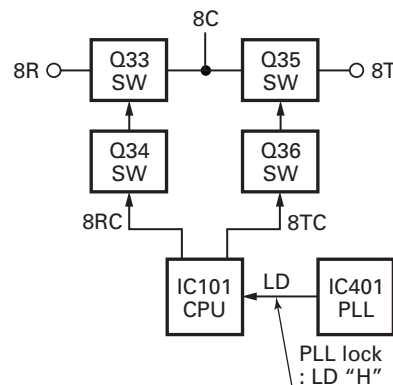 8C
8R
Q33
SW
Q35
SW
8T
Q34
SW
Q36
SW
8RC
8TC
IC101
CPU
LD
IC401
PLL
PLL lock
: LD “H”